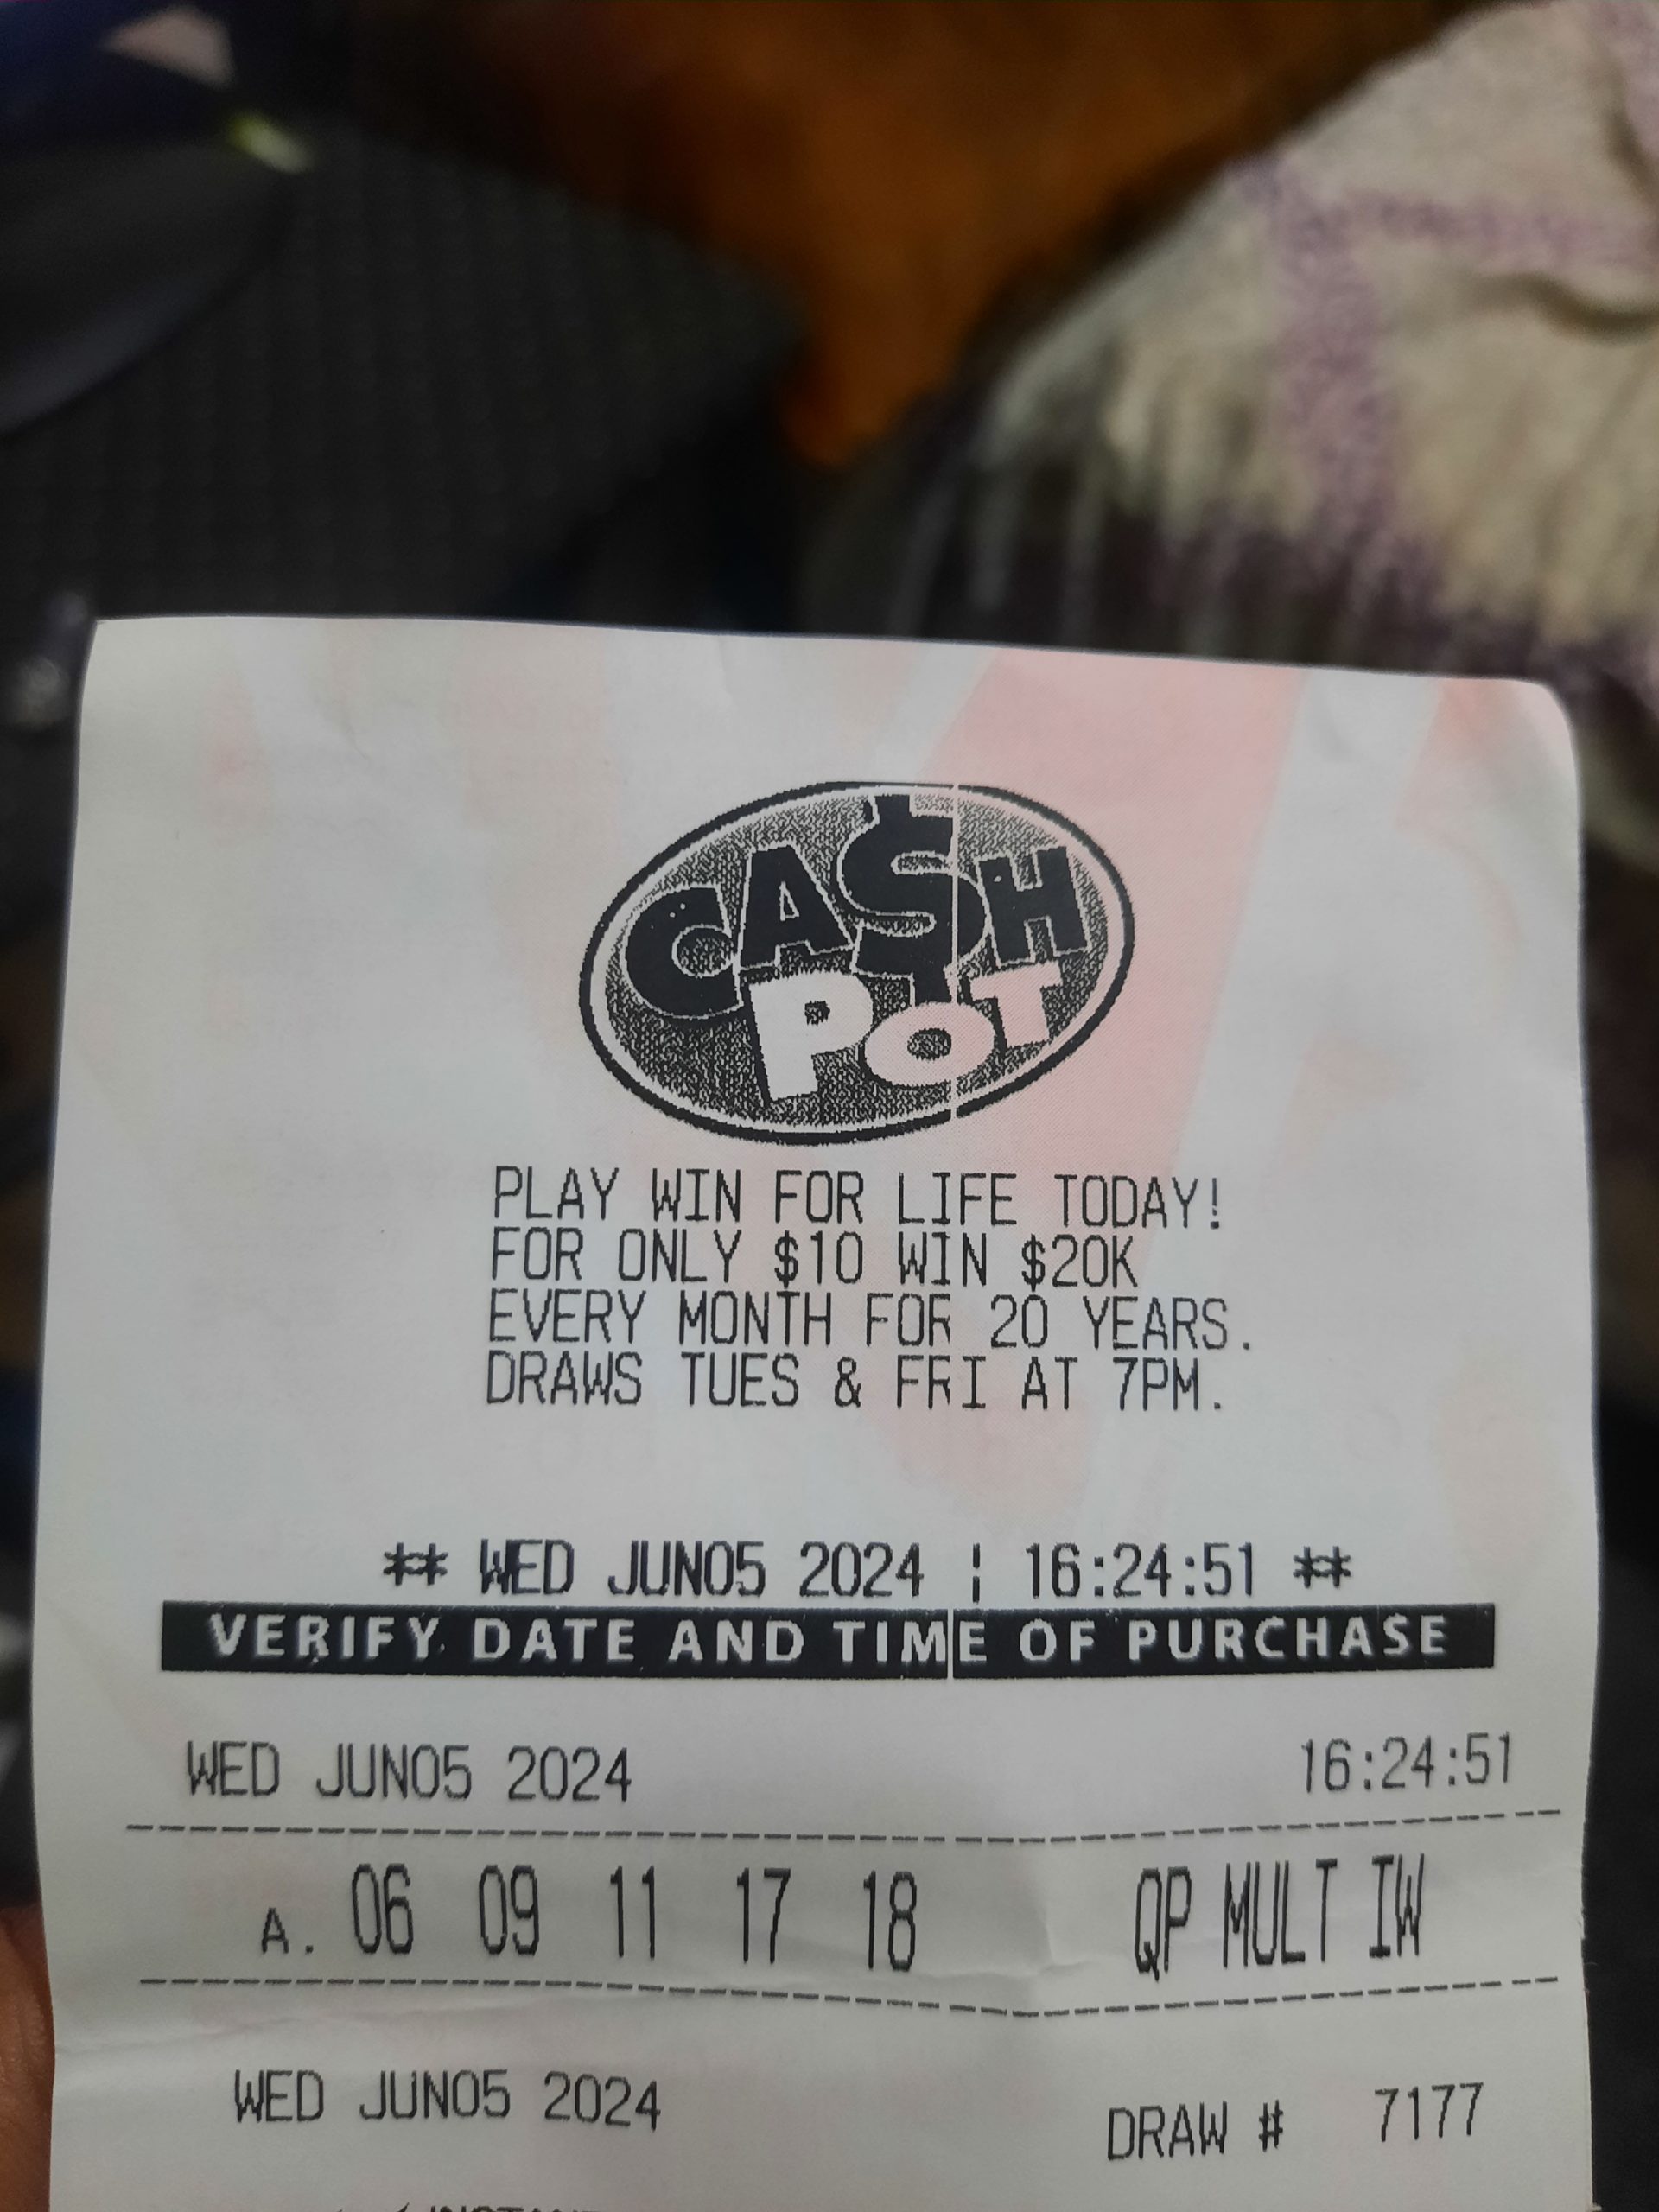 CA$H
POT
PLAY WIN FOR LIFE TODAY!
FOR ONLY $10 WIN $20K
EVERY MONTH FOR 20 YEARS.
DRAWS TUES & FRI AT 7PM.
** WED JUN05 2024 ¦ 16:24:51 **
VERIFY DATE AND TIME OF PURCHASE
WED JUN05 2024 16:24:51
A. 06 09 11 17 18 QP MULT IW
WED JUN05 2024 DRAW # 7177